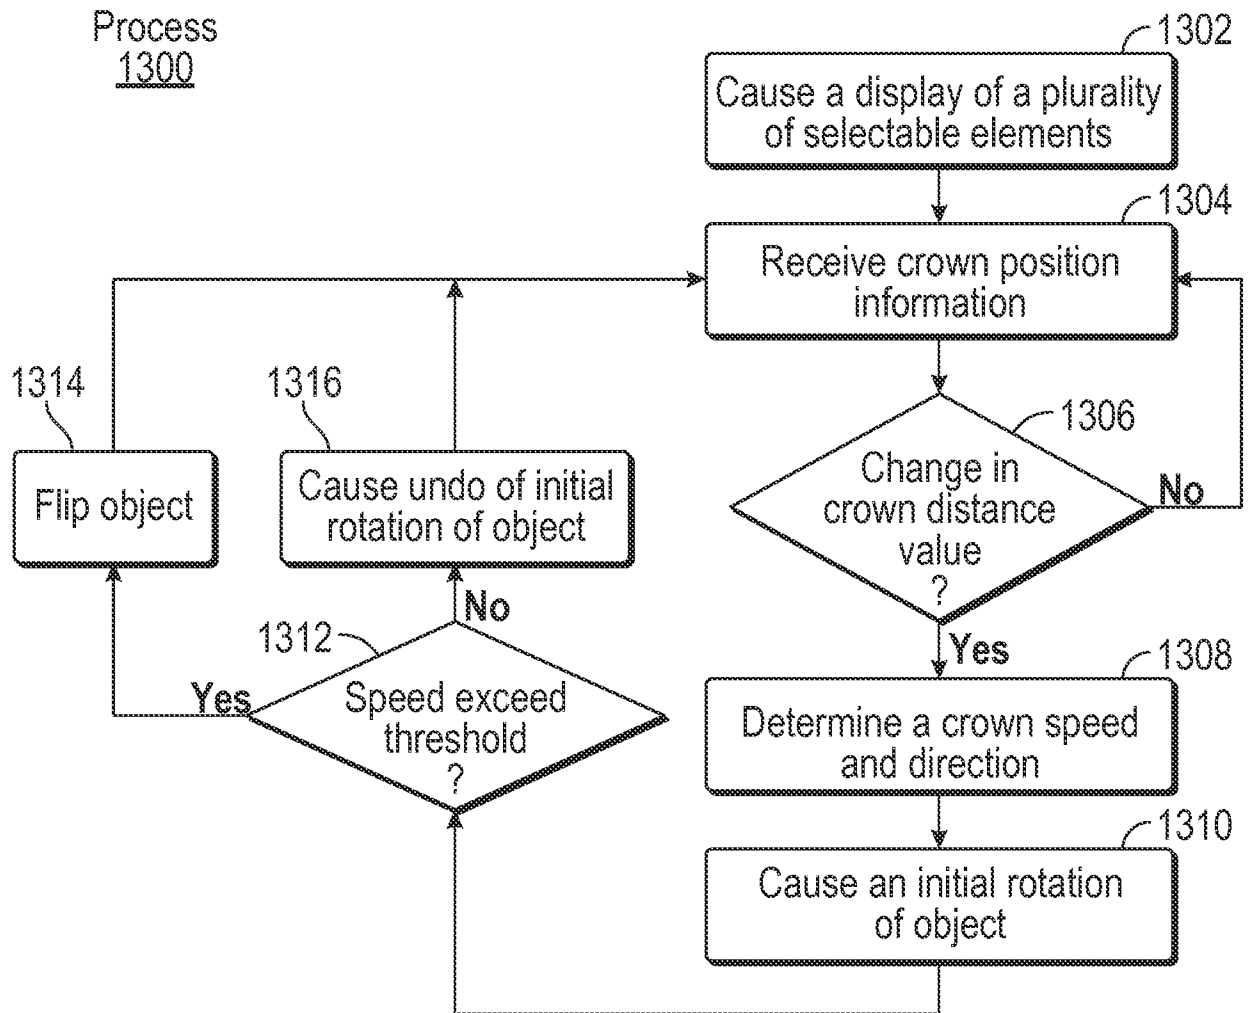 Process
1300
1302
Cause a display of a plurality
of selectable elements
1304
Receive crown position
information
1306
Change in
crown distance
value
?
No
Yes
1308
Determine a crown speed
and direction
1310
Cause an initial rotation
of object
1312
Speed exceed
threshold
?
Yes
No
1314
Flip object
1316
Cause undo of initial
rotation of object